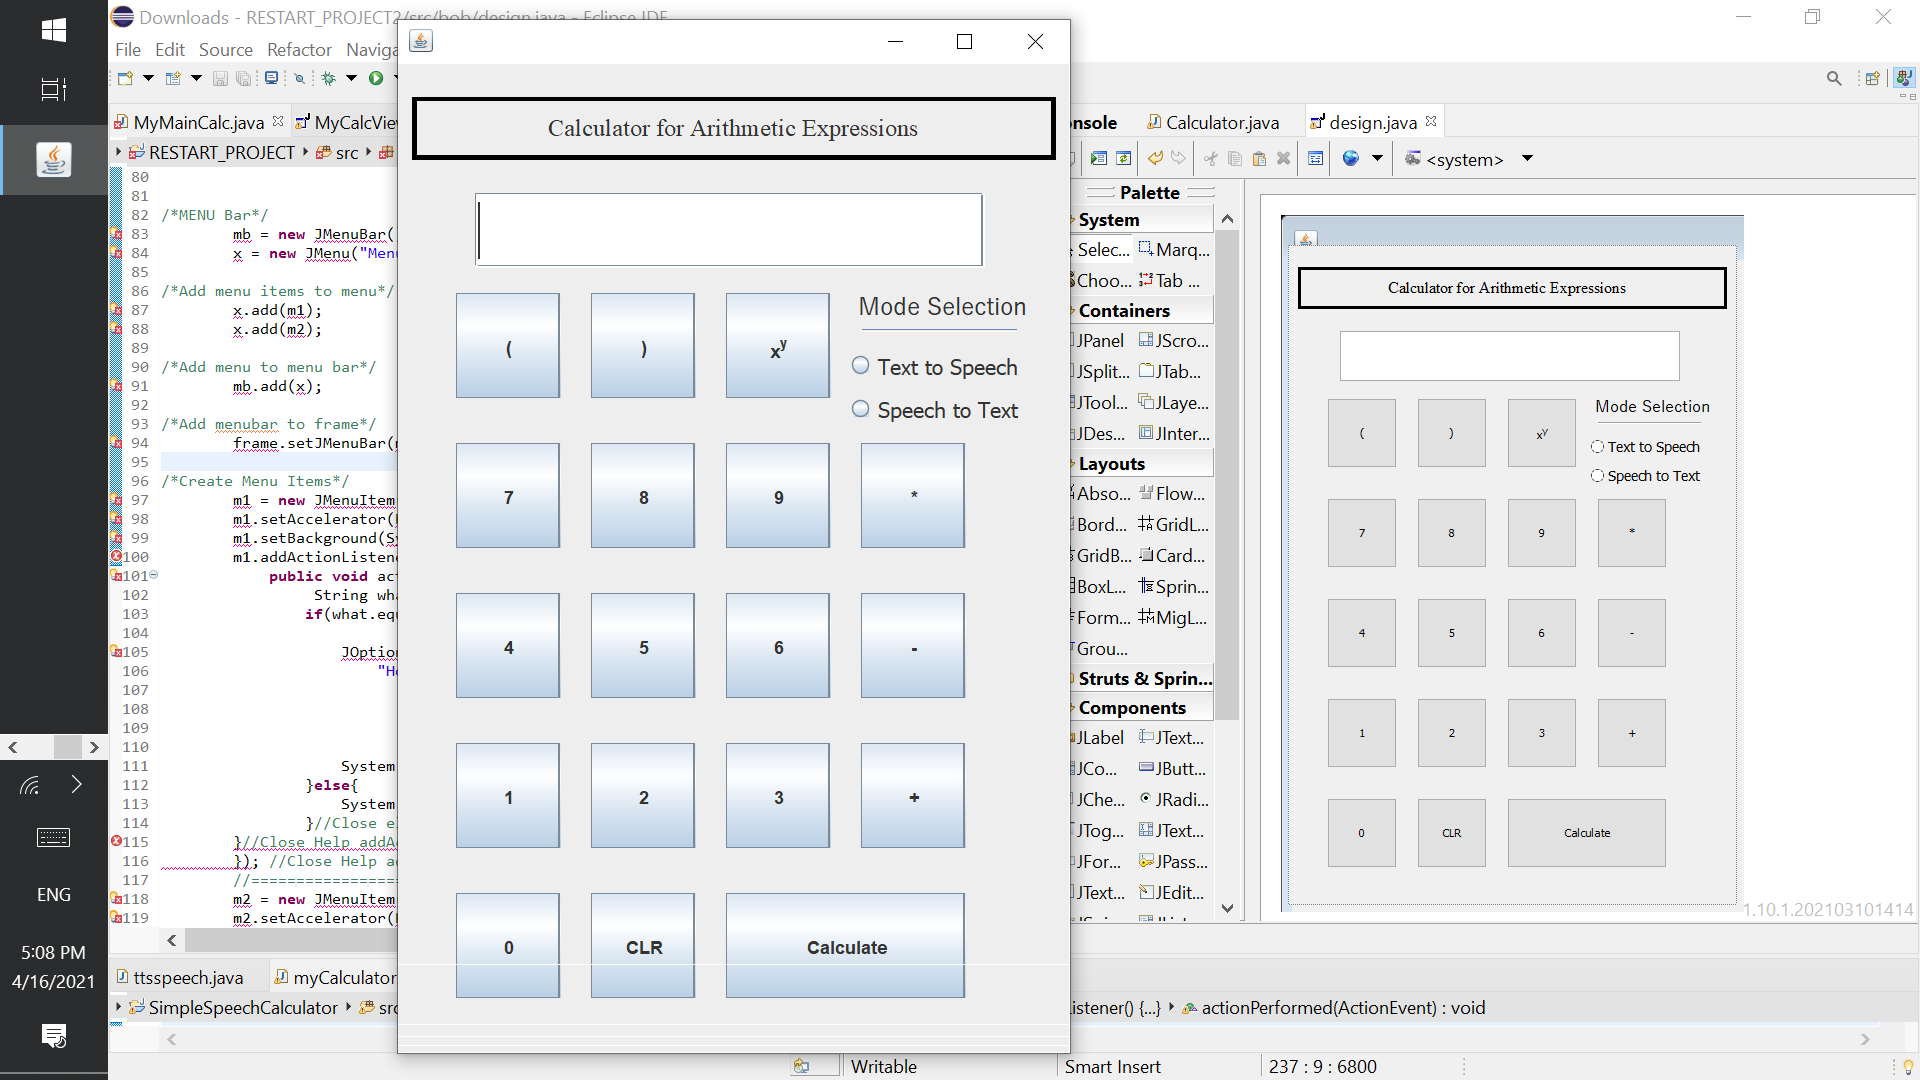 Downloads - RESTART_PROJECT2/src/bob/design.java - Eclipse IDE
File Edit Source Refactor Naviga
MyMainCalc.java
MyCalcVie
RESTART_PROJECT
src
80
81
82 /*MENU Bar*/
83 mb = new JMenuBar(
84 x = new JMenu("Menu
85
86 /*Add menu items to menu*/
87 x.add(m1);
88 x.add(m2);
89
90 /*Add menu to menu bar*/
91 mb.add(x);
92
93 /*Add menubar to frame*/
94 frame.setJMenuBar(
95
96 /*Create Menu Items*/
97 m1 = new JMenuItem
98 m1.setAccelerator(
99 m1.setBackground(Sy
100 m1.addActionListene
101 public void act
102 String wha
103 if(what.equ
104
105 JOption
106 "He
107
108
109
110
111 System
112 }else{
113 System
114 }//Close e
115 }//Close Help addA
116 }); //Close Help a
117 //==================
118 m2 = new JMenuItem
119 m2.setAccelerator(
ttsspeech.java
myCalculator
SimpleSpeechCalculator
src
ENG
5:08 PM
4/16/2021
Calculator for Arithmetic Expressions
Mode Selection
Text to Speech
Speech to Text
( ) xy
7 8 9 *
4 5 6 -
1 2 3 +
0 CLR Calculate
onsole
Calculator.java
design.java
<system>
Palette
System
Selec... Marq...
Choo... Tab ...
Containers
JPanel JScro...
JSplit... JTab...
JTool... JLaye...
JDes... JInter...
Layouts
Abso... Flow...
Bord... GridL...
GridB... Card...
BoxL... Sprin...
Form... MigL...
Grou...
Struts & Sprin...
Components
JLabel JText...
JCo... JButt...
JChe... JRadi...
JTog... JText...
JFor... JPass...
JText... JEdit...
Calculator for Arithmetic Expressions
Mode Selection
Text to Speech
Speech to Text
( ) xy
7 8 9 *
4 5 6 -
1 2 3 +
0 CLR Calculate
1.10.1.202103101414
istener() {...}
actionPerformed(ActionEvent) : void
Writable
Smart Insert
237 : 9 : 6800